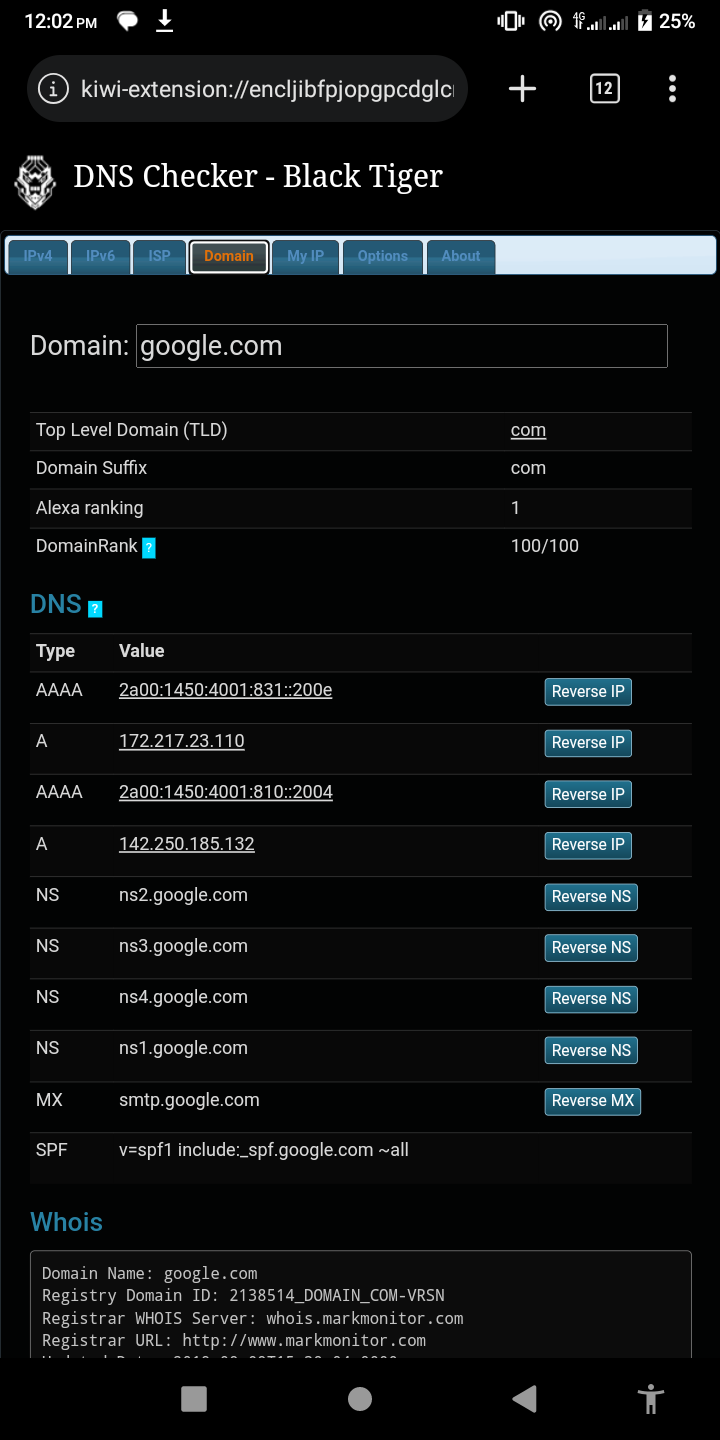 12:02 PM
4G
25%
kiwi-extension://encljibfpjopgpcdglc
12
DNS Checker - Black Tiger
IPv4 IPv6 ISP Domain My IP Options About
Domain: google.com
Top Level Domain (TLD) com
Domain Suffix com
Alexa ranking 1
DomainRank ? 100/100
DNS ?
Type Value
AAAA 2a00:1450:4001:831::200e Reverse IP
A 172.217.23.110 Reverse IP
AAAA 2a00:1450:4001:810::2004 Reverse IP
A 142.250.185.132 Reverse IP
NS ns2.google.com Reverse NS
NS ns3.google.com Reverse NS
NS ns4.google.com Reverse NS
NS ns1.google.com Reverse NS
MX smtp.google.com Reverse MX
SPF v=spf1 include:_spf.google.com ~all
Whois
Domain Name: google.com
Registry Domain ID: 2138514_DOMAIN_COM-VRSN
Registrar WHOIS Server: whois.markmonitor.com
Registrar URL: http://www.markmonitor.com